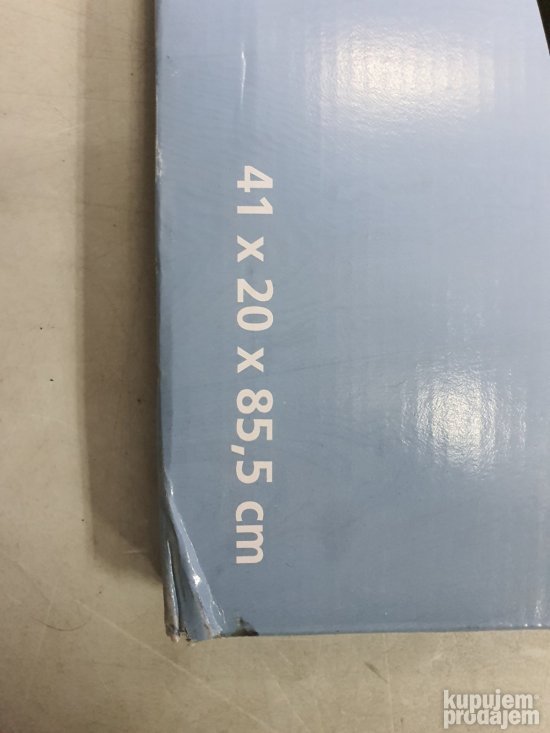 41 x 20 x 85,5 cm
kupujem
prodajem